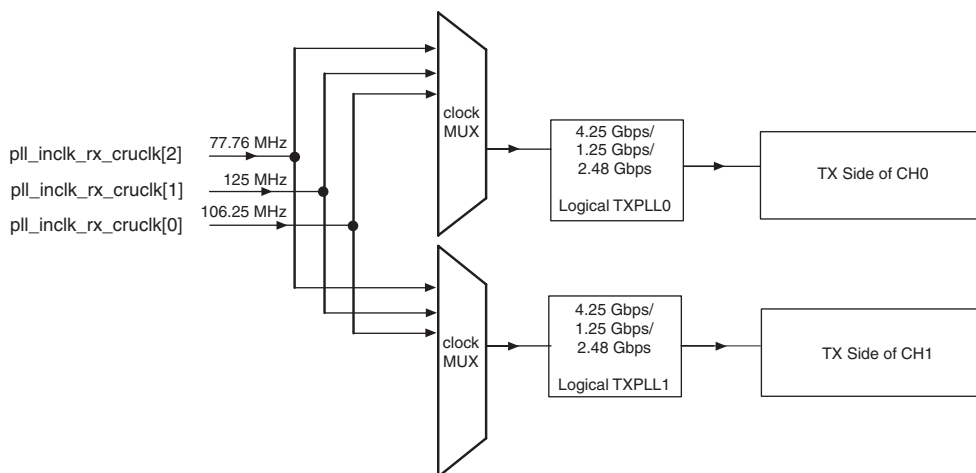 clock
MUX
4.25 Gbps/
1.25 Gbps/
2.48 Gbps
Logical TXPLL0
TX Side of CH0
77.76 MHz
pll_inclk_rx_cruclk[2]
125 MHz
pll_inclk_rx_cruclk[1]
106.25 MHz
pll_inclk_rx_cruclk[0]
clock
MUX
4.25 Gbps/
1.25 Gbps/
2.48 Gbps
Logical TXPLL1
TX Side of CH1